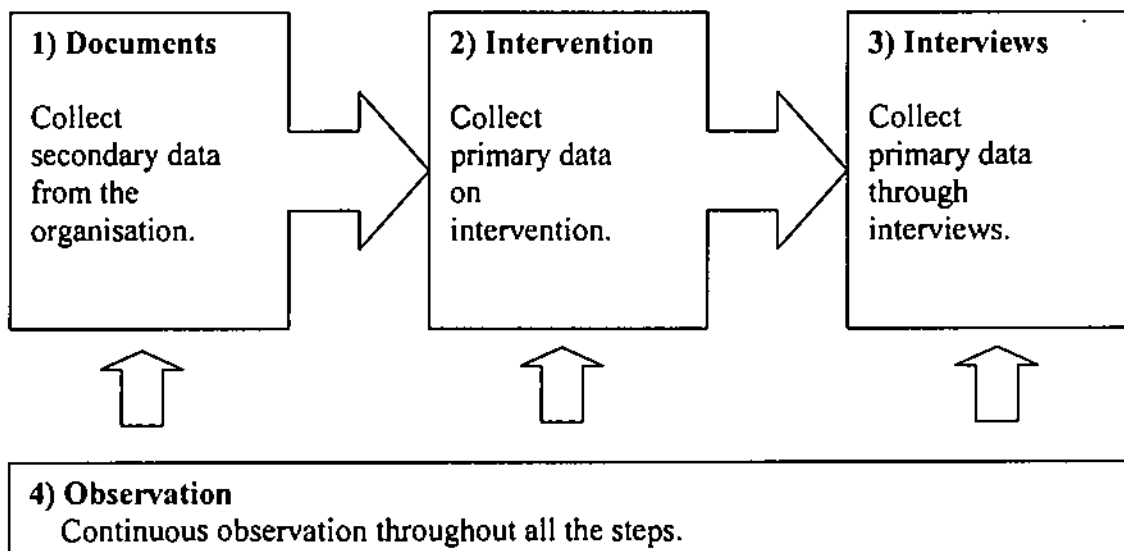 1) Documents
Collect
secondary data
from the
organisation.
2) Intervention
Collect
primary data
on
intervention.
3) Interviews
Collect
primary data
through
interviews.
4) Observation
Continuous observation throughout all the steps.